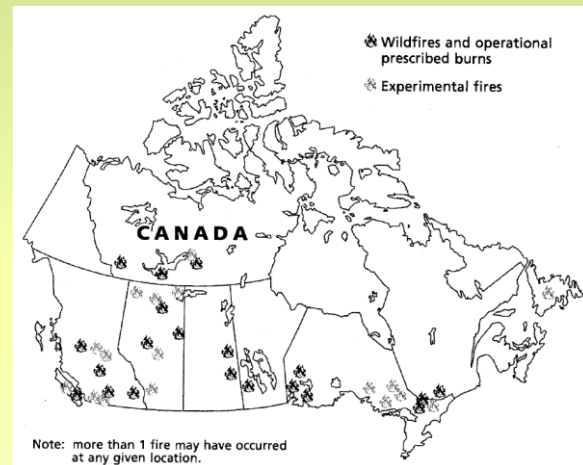 Wildfires and operational
prescribed burns
Experimental fires
CANADA
Note: more than 1 fire may have occurred
at any given location.